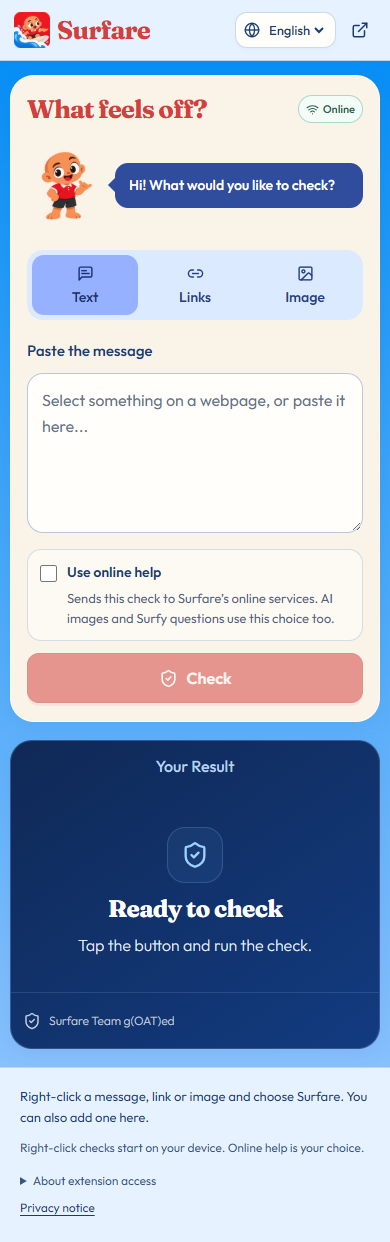 Surfare
English
What feels off?
Online
Hi! What would you like to check?
Text
Links
Image
Paste the message
Select something on a webpage, or paste it
here...
Use online help
Sends this check to Surfare's online services. AI
images and Surfy questions use this choice too.
Check
Your Result
Ready to check
Tap the button and run the check.
Surfare Team g(OAT)ed
Right-click a message, link or image and choose Surfare. You
can also add one here.
Right-click checks start on your device. Online help is your choice.
About extension access
Privacy notice